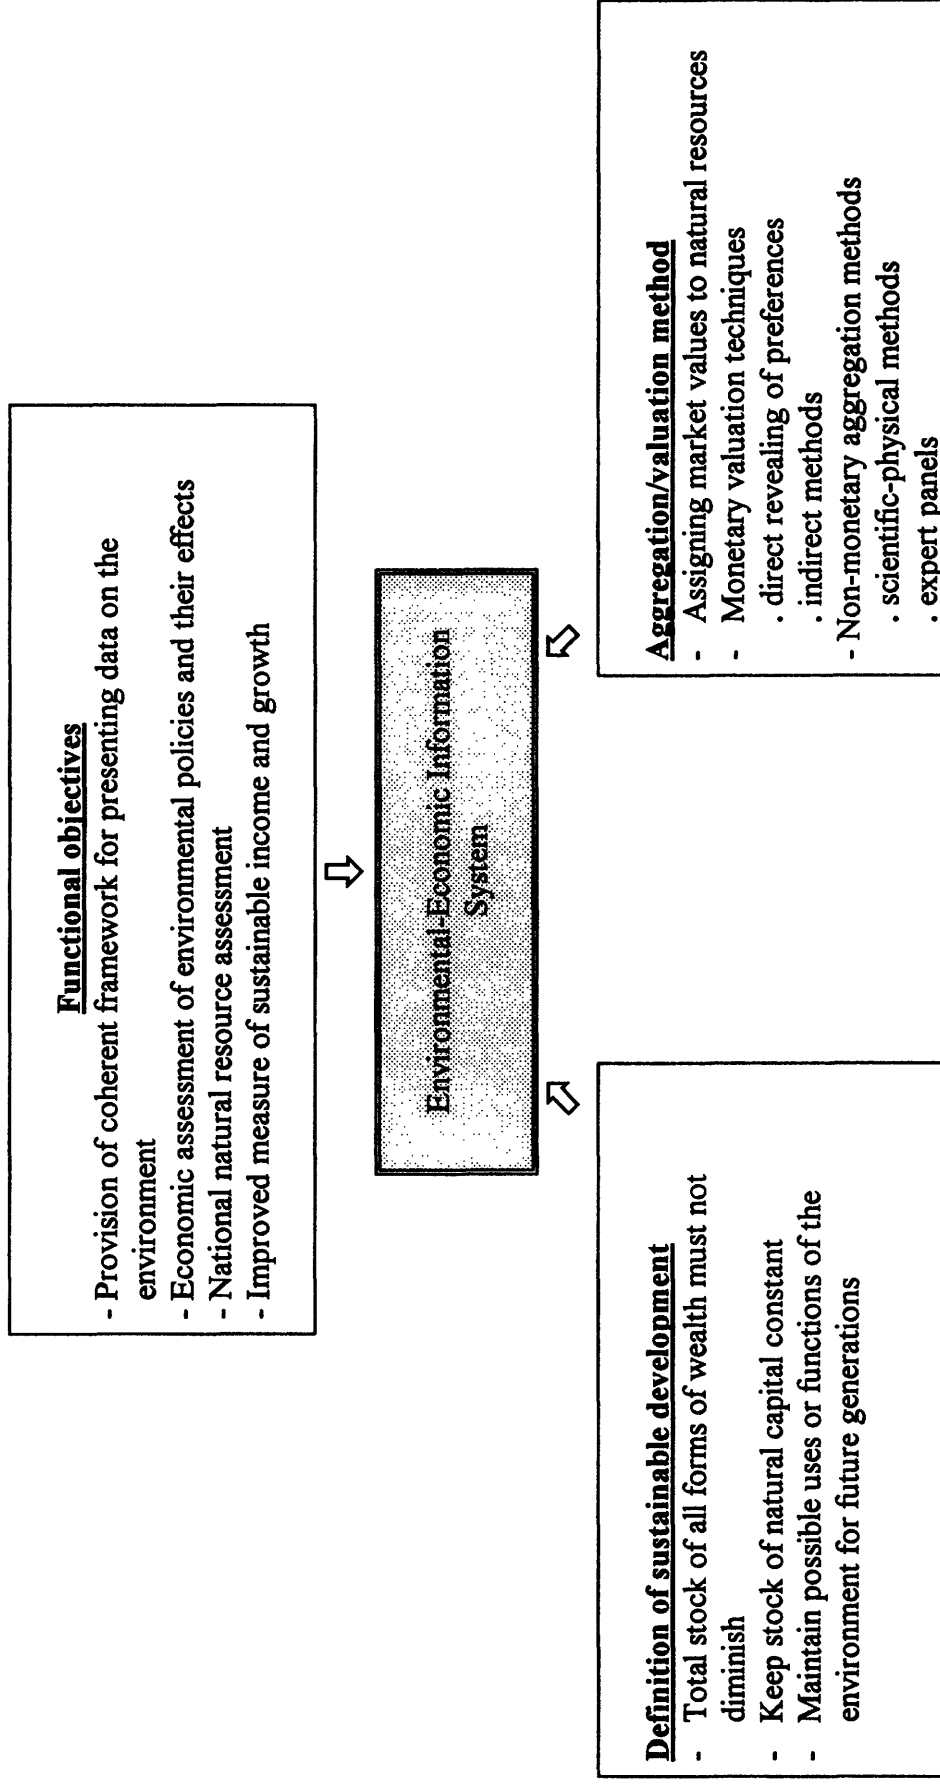 Functional objectives
- Provision of coherent framework for presenting data on the
environment
- Economic assessment of environmental policies and their effects
- National natural resource assessment
- Improved measure of sustainable income and growth
Environmental-Economic Information
System
Definition of sustainable development
- Total stock of all forms of wealth must not
diminish
- Keep stock of natural capital constant
- Maintain possible uses or functions of the
environment for future generations
Aggregation/valuation method
- Assigning market values to natural resources
- Monetary valuation techniques
. direct revealing of preferences
. indirect methods
- Non-monetary aggregation methods
. scientific-physical methods
. expert panels